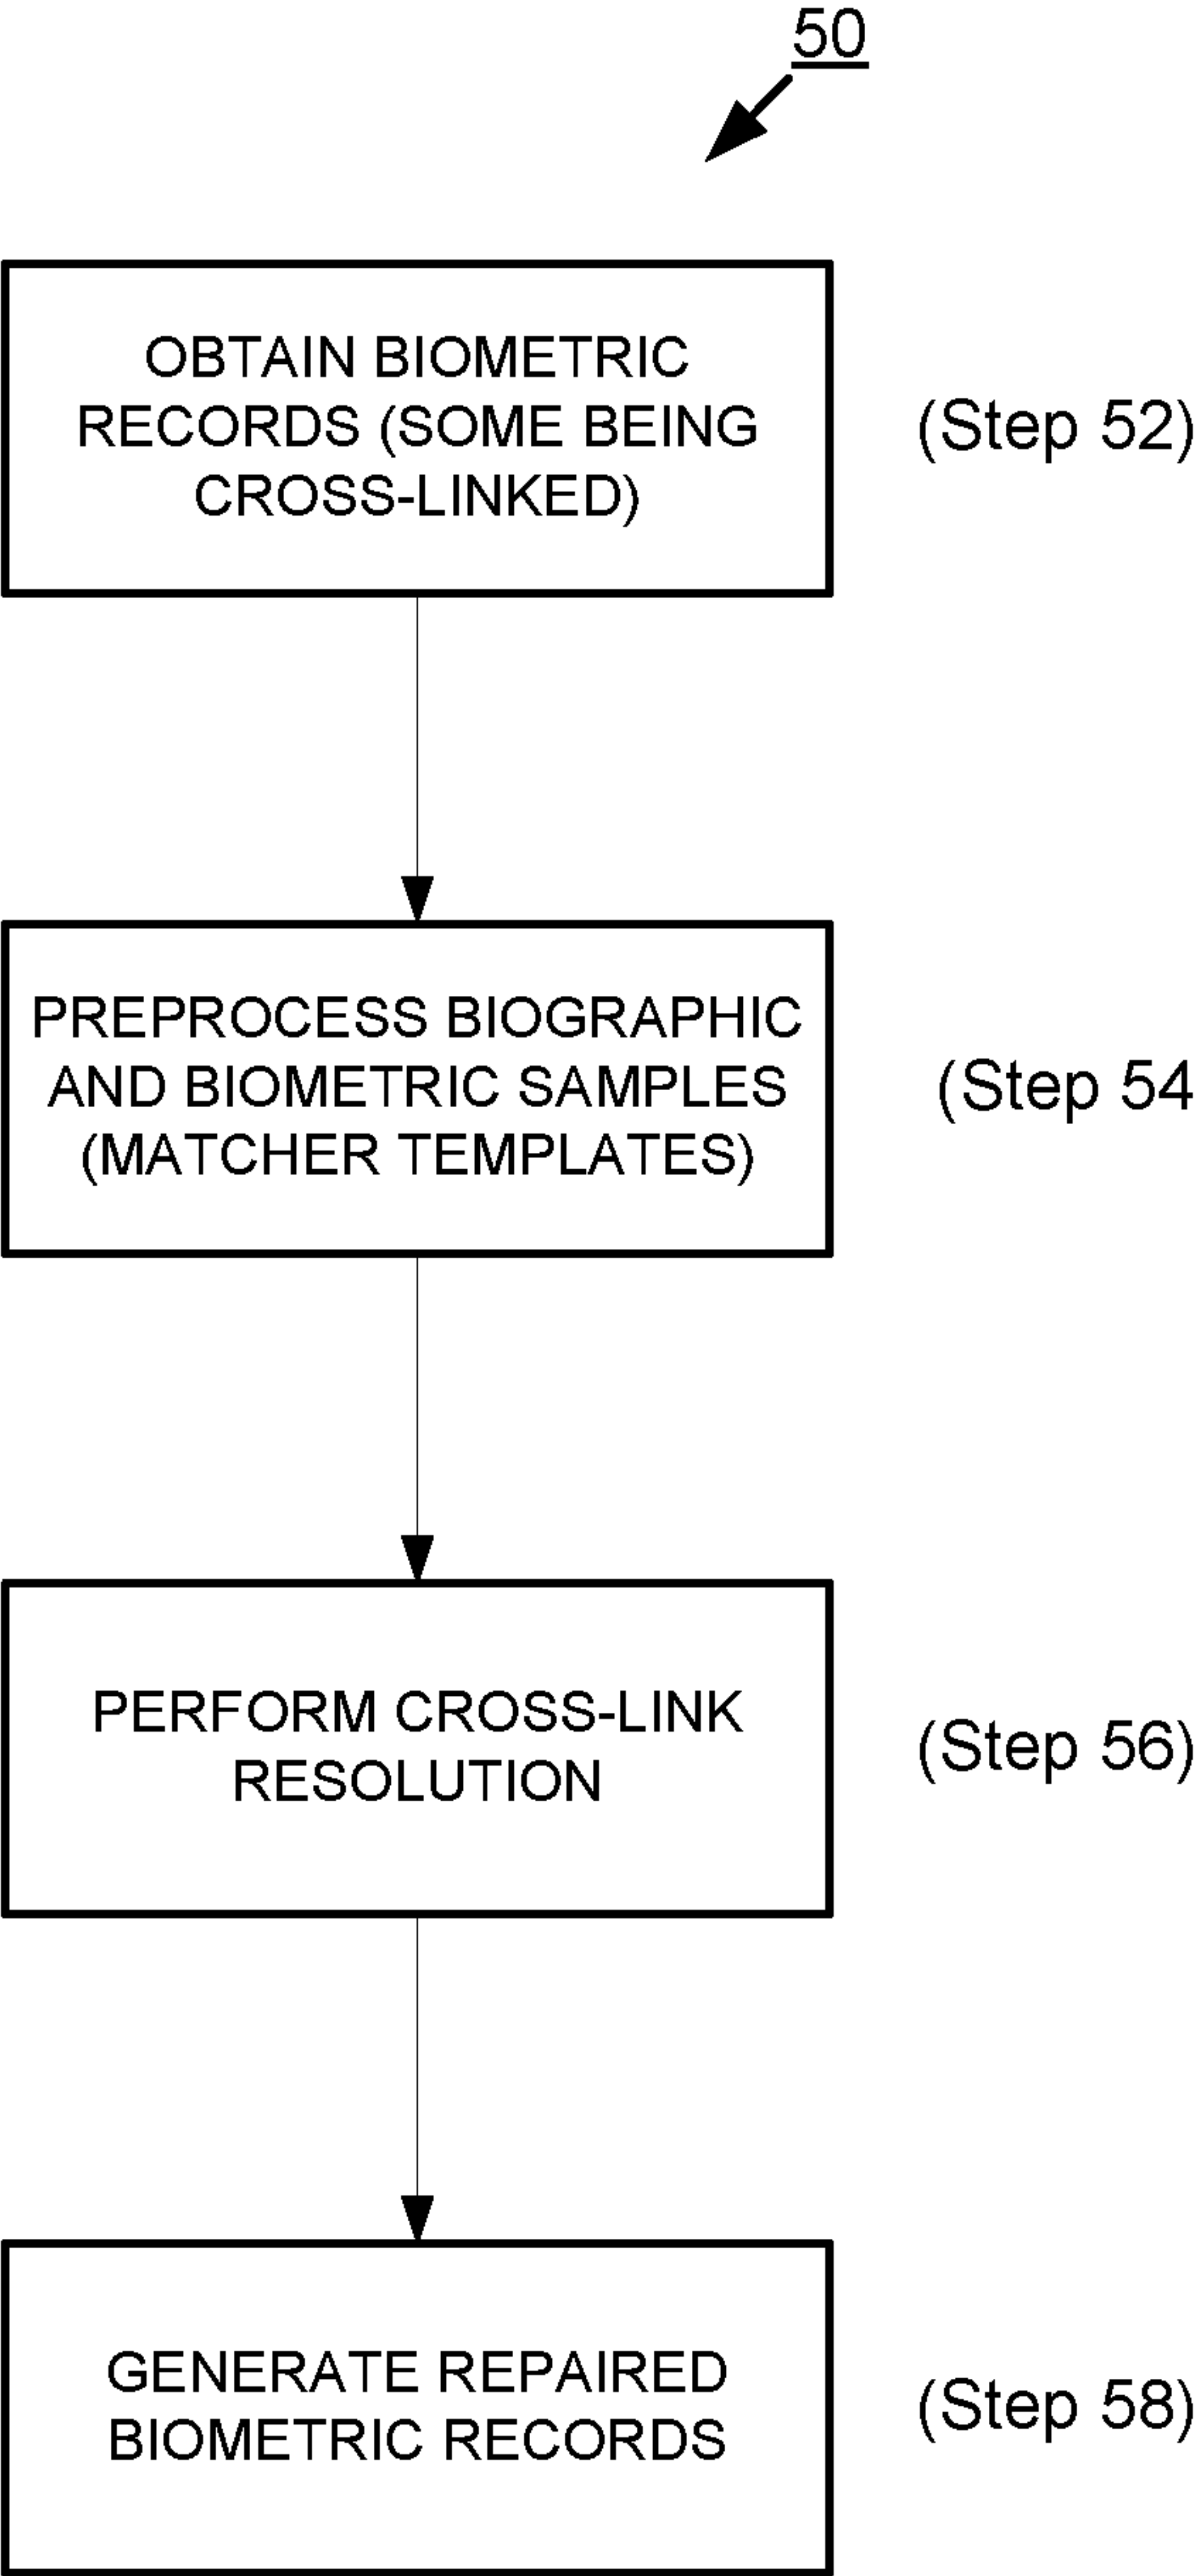 50
OBTAIN BIOMETRIC
RECORDS (SOME BEING
CROSS-LINKED)
(Step 52)
PREPROCESS BIOGRAPHIC
AND BIOMETRIC SAMPLES
(MATCHER TEMPLATES)
(Step 54
PERFORM CROSS-LINK
RESOLUTION
(Step 56)
GENERATE REPAIRED
BIOMETRIC RECORDS
(Step 58)